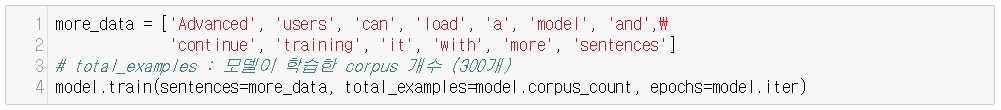 1 more_data = ['Advanced', 'users', 'can', 'load', 'a', 'model', 'and',₩
2 'continue', 'training', 'it', 'with', 'more', 'sentences']
3 # total_examples : 모델이 학습한 corpus 개수 (300개)
4 model.train(sentences=more_data, total_examples=model.corpus_count, epochs=model.iter)